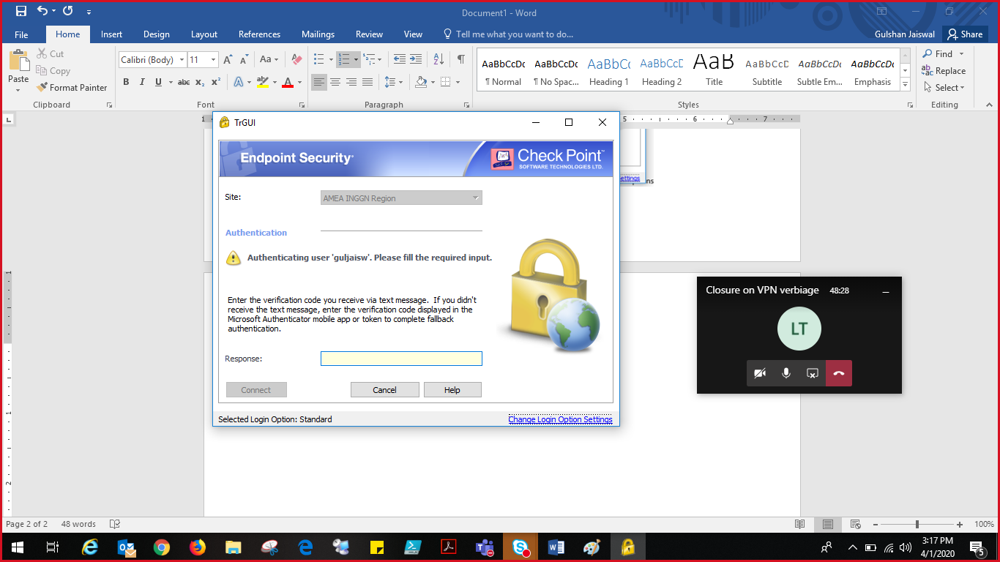 Document1 - Word
File Home Insert Design Layout References Mailings Review View Tell me what you want to do... Gulshan Jaiswal Share
Paste
Cut
Copy
Format Painter
Clipboard
Calibri (Body) 11
Font
Paragraph
AaBbCcDc AaBbCcDc AaBbCc AaBbCcD AaB AaBbCcD AaBbCcDc AaBbCcDc
¶ Normal ¶ No Spac... Heading 1 Heading 2 Title Subtitle Subtle Em... Emphasis
Styles
Find
Replace
Select
Editing
TrGUI
Endpoint Security
Check Point™
SOFTWARE TECHNOLOGIES LTD.
Site: AMEA INGGN Region
Authentication
Authenticating user 'guljaisw'. Please fill the required input.
Enter the verification code you receive via text message. If you didn't
receive the text message, enter the verification code displayed in the
Microsoft Authenticator mobile app or token to complete fallback
authentication.
Response:
Connect Cancel Help
Selected Login Option: Standard Change Login Option Settings
Closure on VPN verbiage 48:28
LT
Page 2 of 2 48 words 100%
3:17 PM
4/1/2020
5